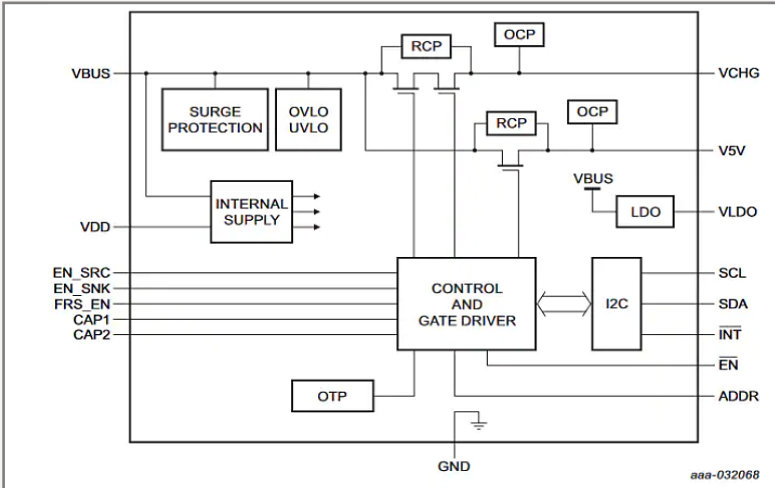 OCP
RCP
VBUS
VCHG
SURGE
PROTECTION
OVLO
UVLO
OCP
RCP
V5V
VBUS
INTERNAL
SUPPLY
LDO
VLDO
VDD
EN_SRC
EN_SNK
FRS_EN
CAP1
CAP2
CONTROL
AND
GATE DRIVER
I2C
SCL
SDA
INT
EN
ADDR
OTP
GND
aaa-032068